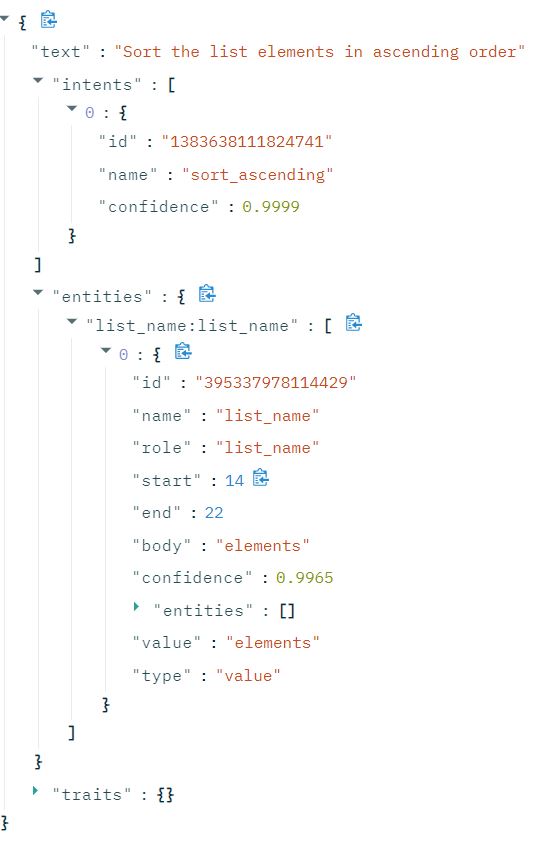 {
"text" : "Sort the list elements in ascending order"
"intents" : [
0 : {
"id" : "1383638111824741"
"name" : "sort_ascending"
"confidence" : 0.9999
}
]
"entities" : {
"list_name:list_name" : [
0 : {
"id" : "395337978114429"
"name" : "list_name"
"role" : "list_name"
"start" : 14
"end" : 22
"body" : "elements"
"confidence" : 0.9965
"entities" : []
"value" : "elements"
"type" : "value"
}
]
}
"traits" : {}
}